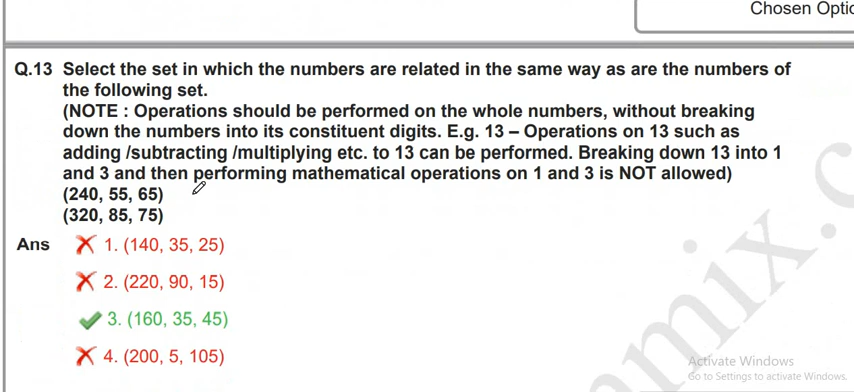 Chosen Optio
Q.13 Select the set in which the numbers are related in the same way as are the numbers of
the following set.
(NOTE : Operations should be performed on the whole numbers, without breaking
down the numbers into its constituent digits. E.g. 13 – Operations on 13 such as
adding /subtracting /multiplying etc. to 13 can be performed. Breaking down 13 into 1
and 3 and then performing mathematical operations on 1 and 3 is NOT allowed)
(240, 55, 65)
(320, 85, 75)
Ans 1. (140, 35, 25)
2. (220, 90, 15)
3. (160, 35, 45)
4. (200, 5, 105)
mix.c
Activate Windows
Go to Settings to activate Windows.